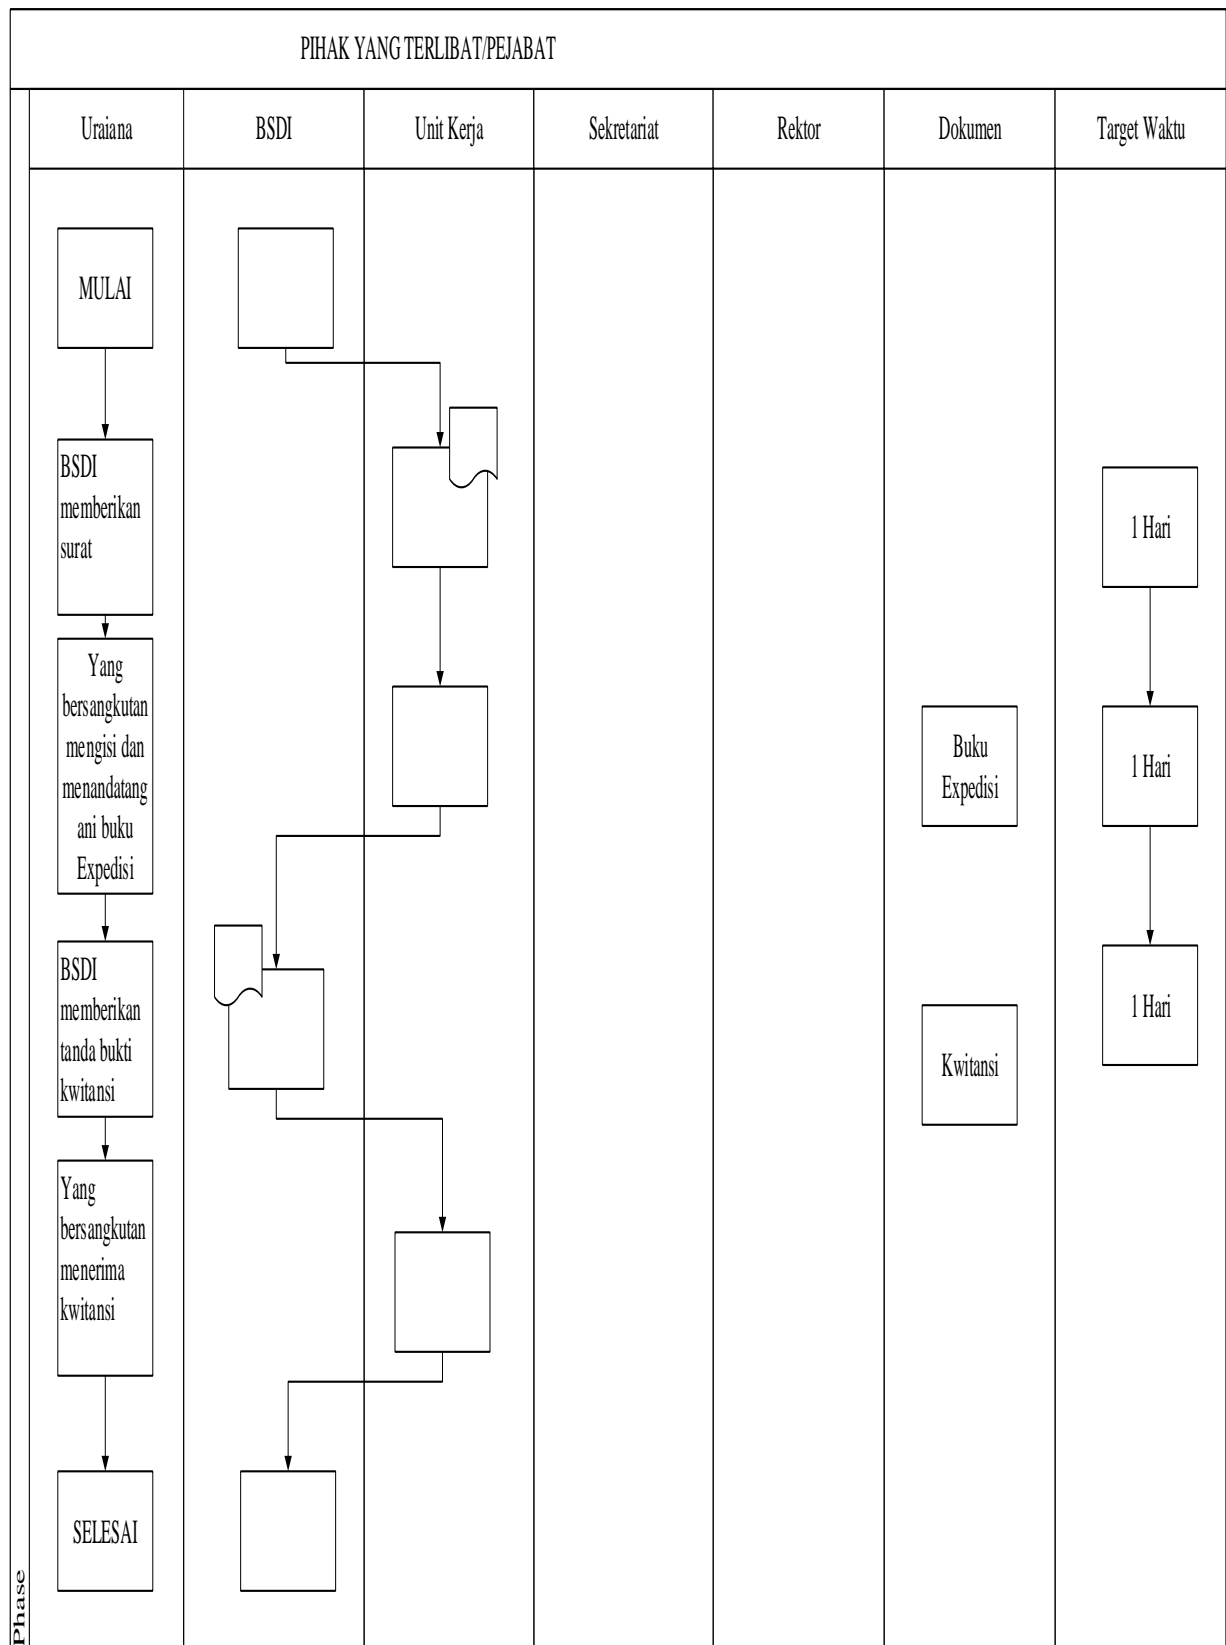 PIHAK YANG TERLIBAT/PEJABAT
Uraiana
BSDI
Unit Kerja
Sekretariat
Rektor
Dokumen
Target Waktu
MULAI
BSDI
memberikan
surat
1 Hari
Yang
bersangkutan
mengisi dan
menandatang
ani buku
Expedisi
Buku
Expedisi
1 Hari
BSDI
memberikan
tanda bukti
kwitansi
Kwitansi
1 Hari
Yang
bersangkutan
menerima
kwitansi
SELESAI
Phase